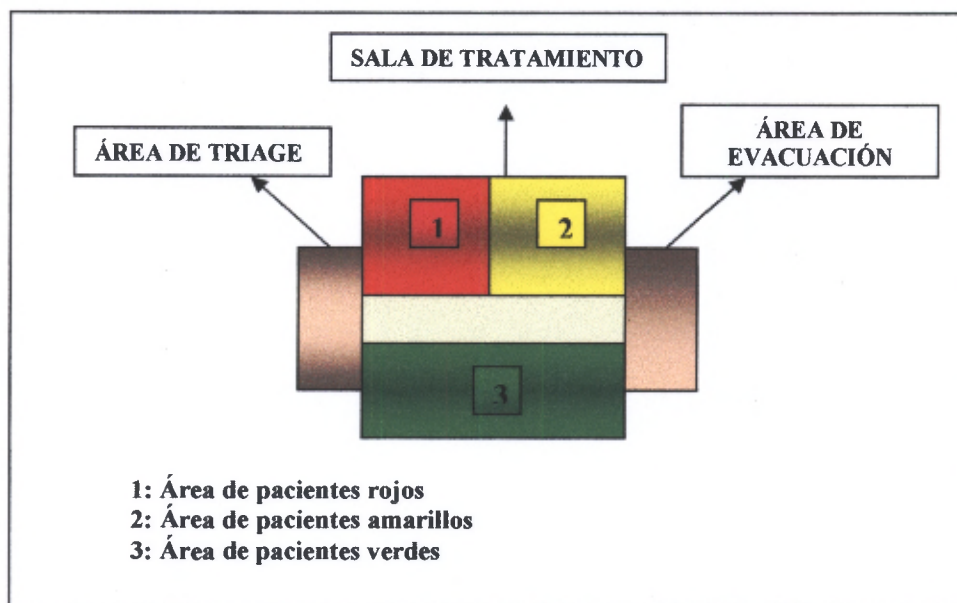 SALA DE TRATAMIENTO
ÁREA DE TRIAGE
ÁREA DE
EVACUACIÓN
1
2
3
1: Área de pacientes rojos
2: Área de pacientes amarillos
3: Área de pacientes verdes